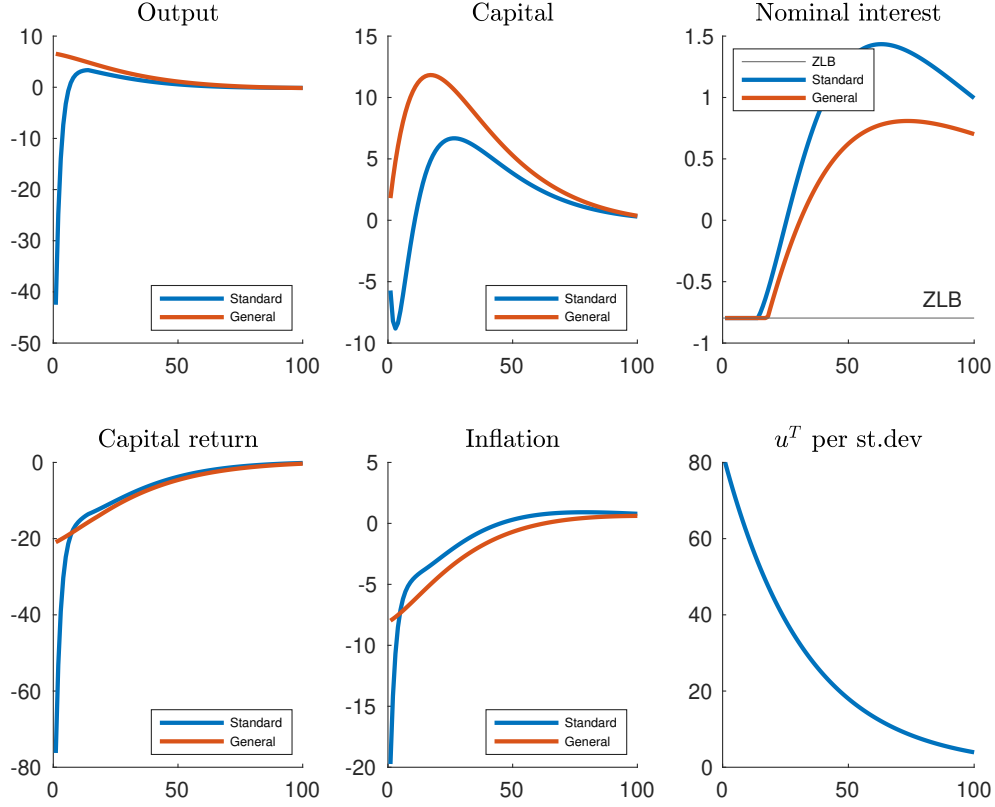 Output
10
0
-10
-20
-30
-40
-50
0
50
100
Standard
General
Capital
15
10
5
0
-5
-10
0
50
100
Standard
General
Nominal interest
1.5
1
0.5
0
-0.5
-1
0
50
100
ZLB
Standard
General
ZLB
Capital return
0
-20
-40
-60
-80
0
50
100
Standard
General
Inflation
5
0
-5
-10
-15
-20
0
50
100
Standard
General
u^T per st.dev
80
60
40
20
0
0
50
100